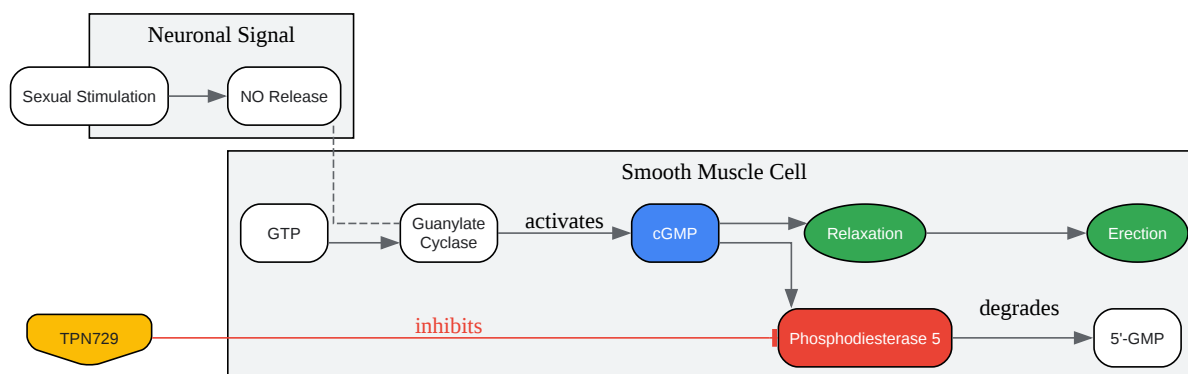 Neuronal Signal
Sexual Stimulation
NO Release
Smooth Muscle Cell
GTP
Guanylate
Cyclase
activates
cGMP
Relaxation
Erection
TPN729
inhibits
Phosphodiesterase 5
degrades
5'-GMP